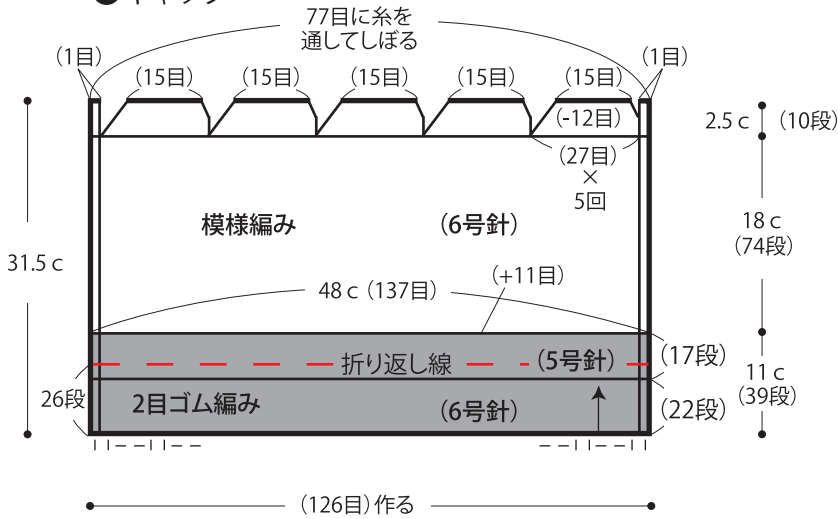 77目に糸を
通してしぼる
(1目)
(1目)
(15目)
(15目)
(15目)
(15目)
(15目)
(-12目)
2.5 c
(10段)
(27目)
×
5回
模様編み
(6号針)
18 c
(74段)
31.5 c
(+11目)
48 c (137目)
折り返し線
(5号針)
(17段)
11 c
(39段)
26段
2目ゴム編み
(6号針)
(22段)
(126目)作る